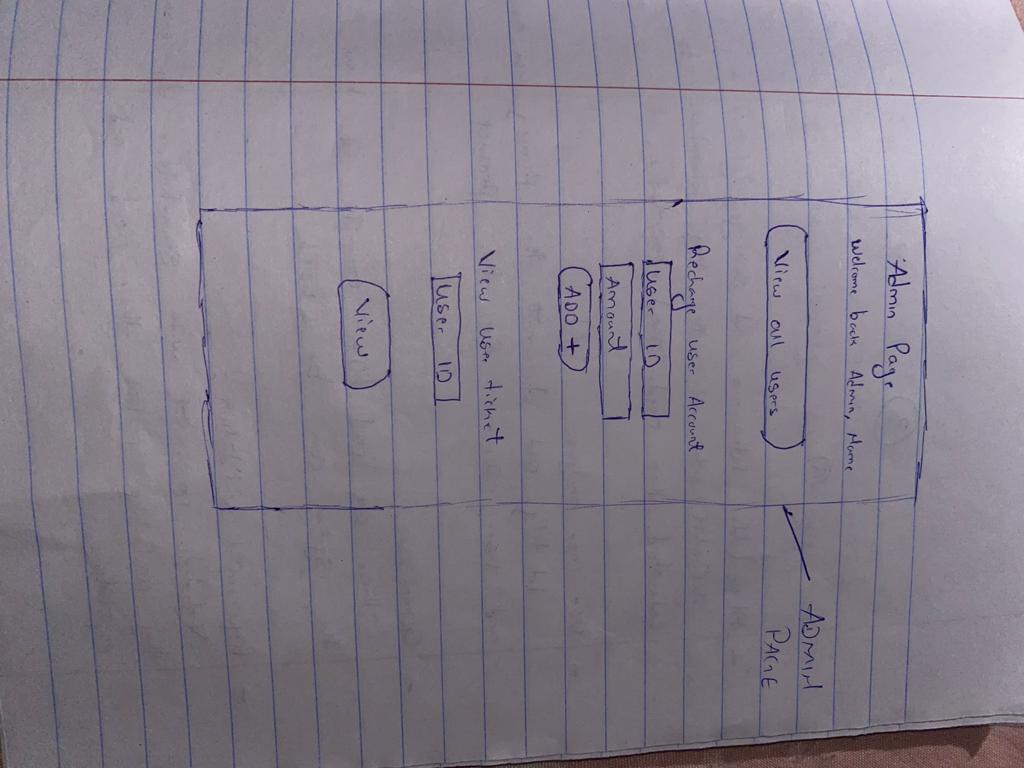 Admin Page
Welcome back Admin, Name
View all users
Recharge user Account
User ID
Amount
ADD +
View user ticket
User ID
View
ADMIN
PAGE